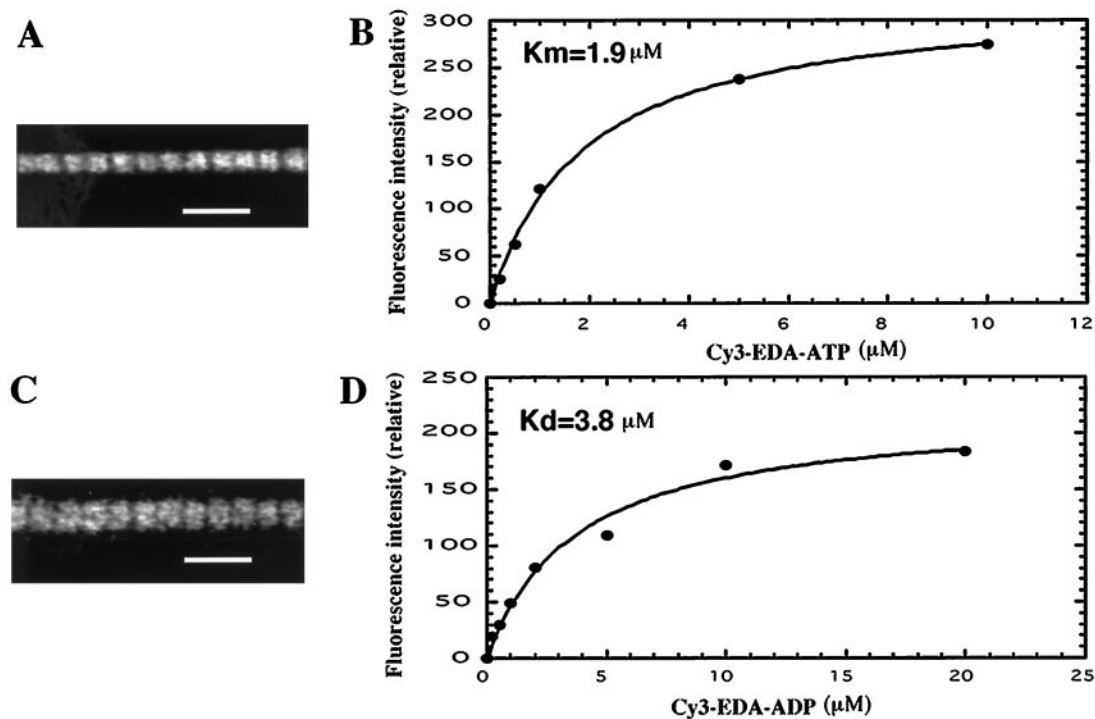 A
B
Fluorescence intensity (relative)
300
250
200
150
100
50
0
Km=1.9 μM
0 2 4 6 8 10 12
Cy3-EDA-ATP (μM)
C
D
Fluorescence intensity (relative)
250
200
150
100
50
0
Kd=3.8 μM
0 5 10 15 20 25
Cy3-EDA-ADP (μM)